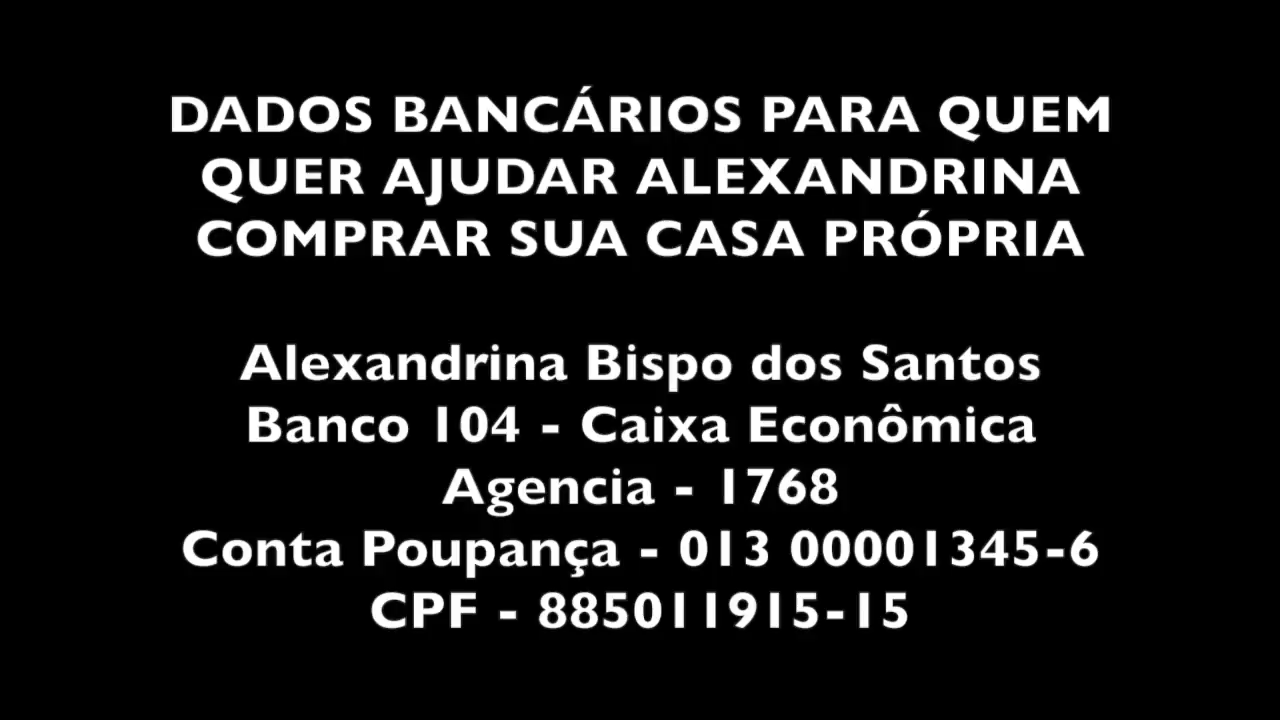 DADOS BANCÁRIOS PARA QUEM
QUER AJUDAR ALEXANDRINA
COMPRAR SUA CASA PRÓPRIA
Alexandrina Bispo dos Santos
Banco 104 - Caixa Econômica
Agencia - 1768
Conta Poupança - 013 00001345-6
CPF - 885011915-15